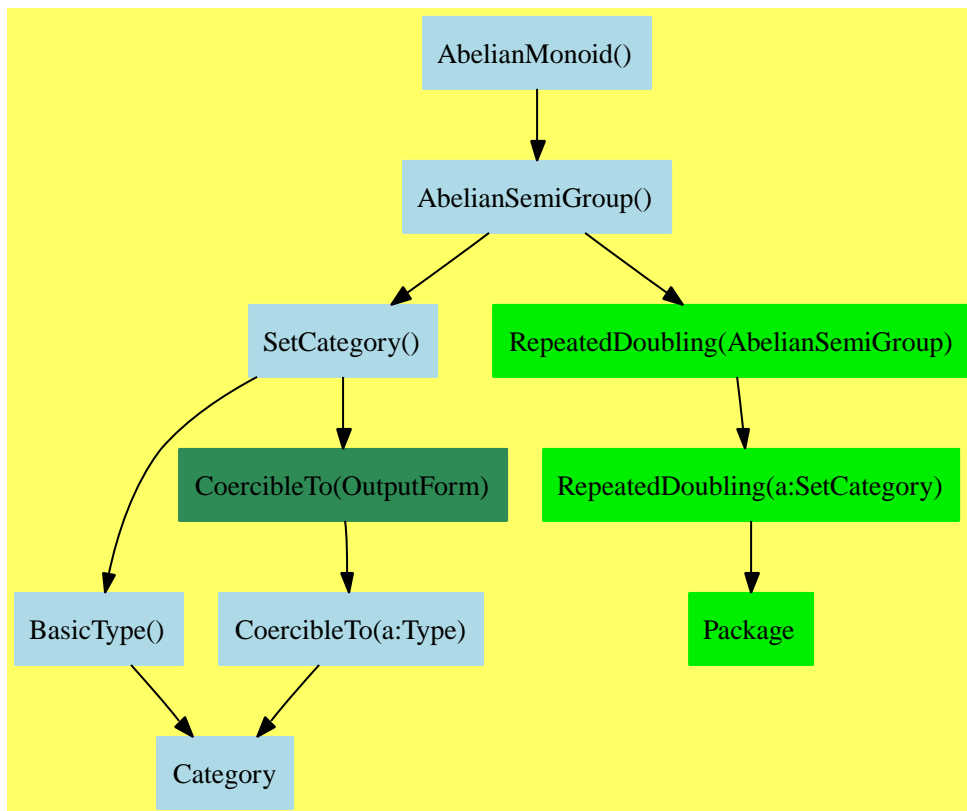 AbelianMonoid()
AbelianSemiGroup()
SetCategory()
RepeatedDoubling(AbelianSemiGroup)
CoercibleTo(OutputForm)
RepeatedDoubling(a:SetCategory)
BasicType()
CoercibleTo(a:Type)
Package
Category